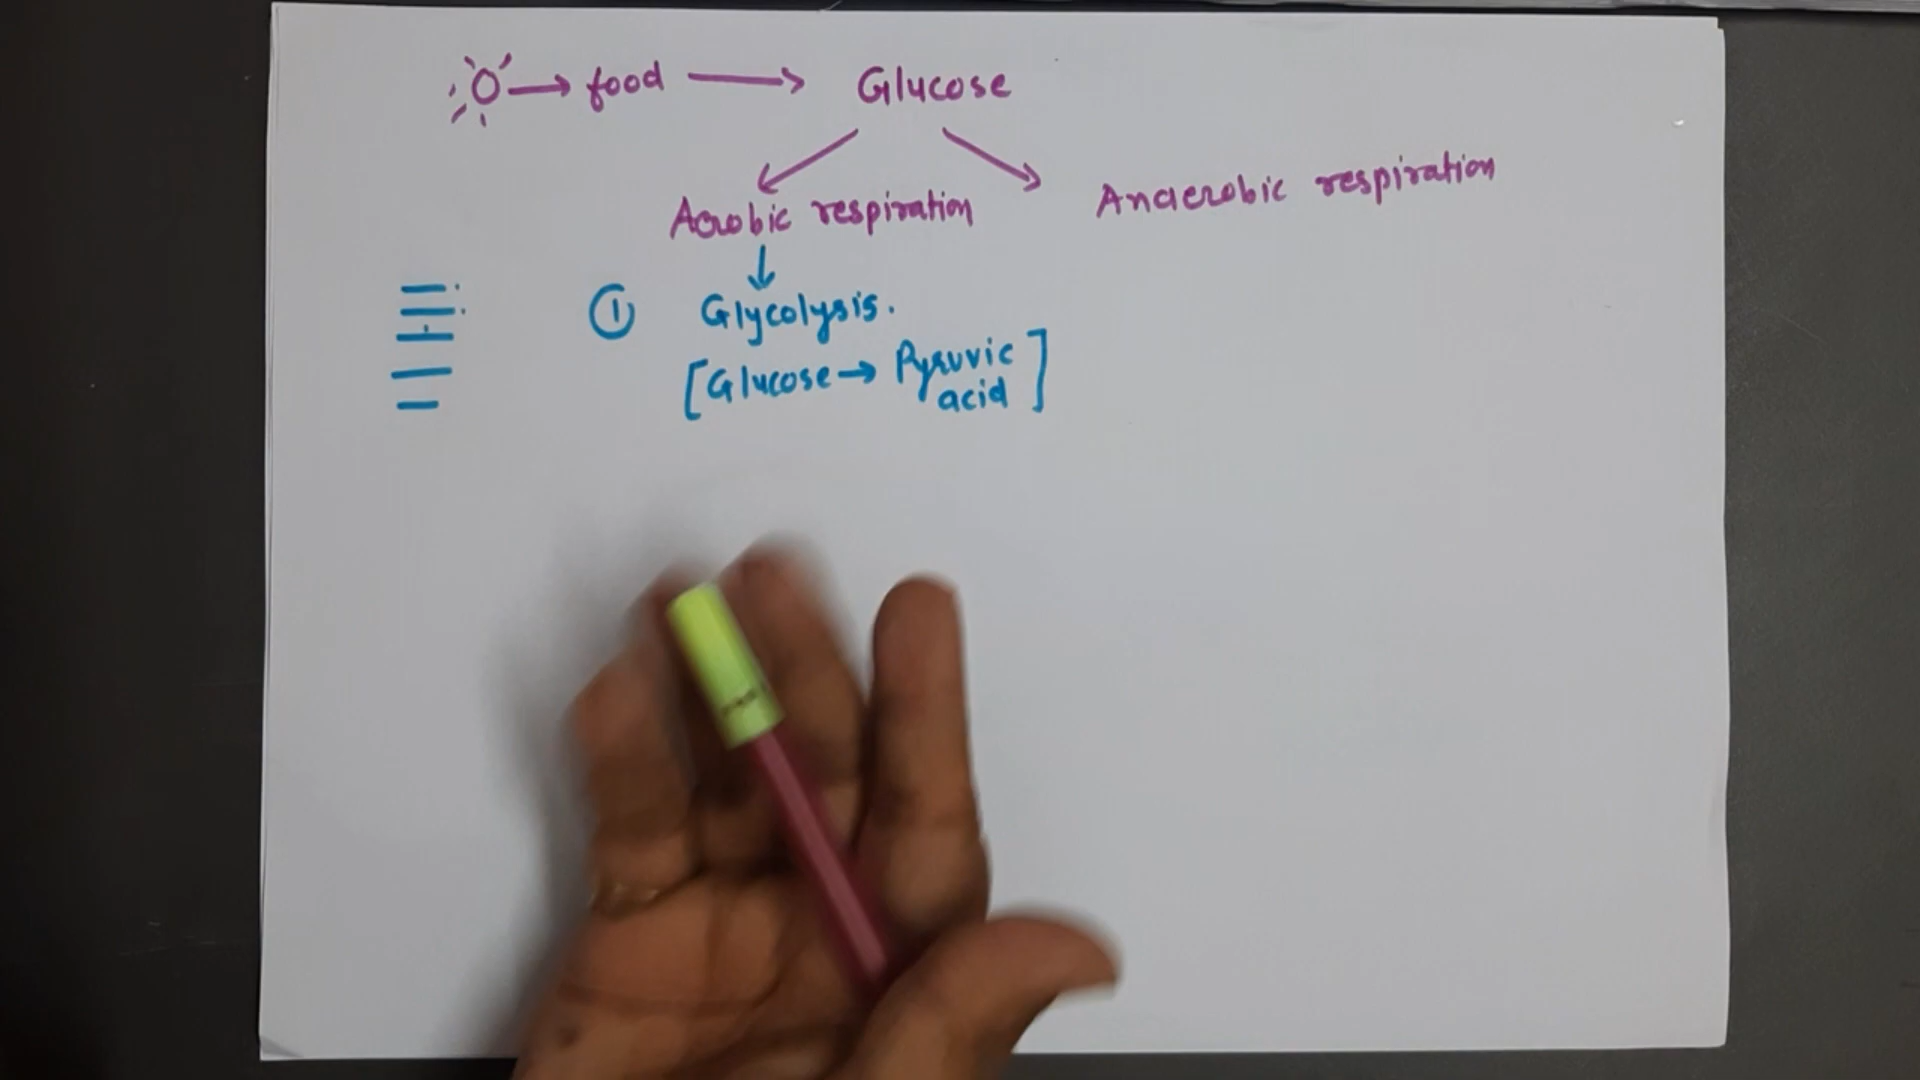 → food → Glucose
Aerobic respiration
Anaerobic respiration
① Glycolysis.
[Glucose → Pyruvic
acid]